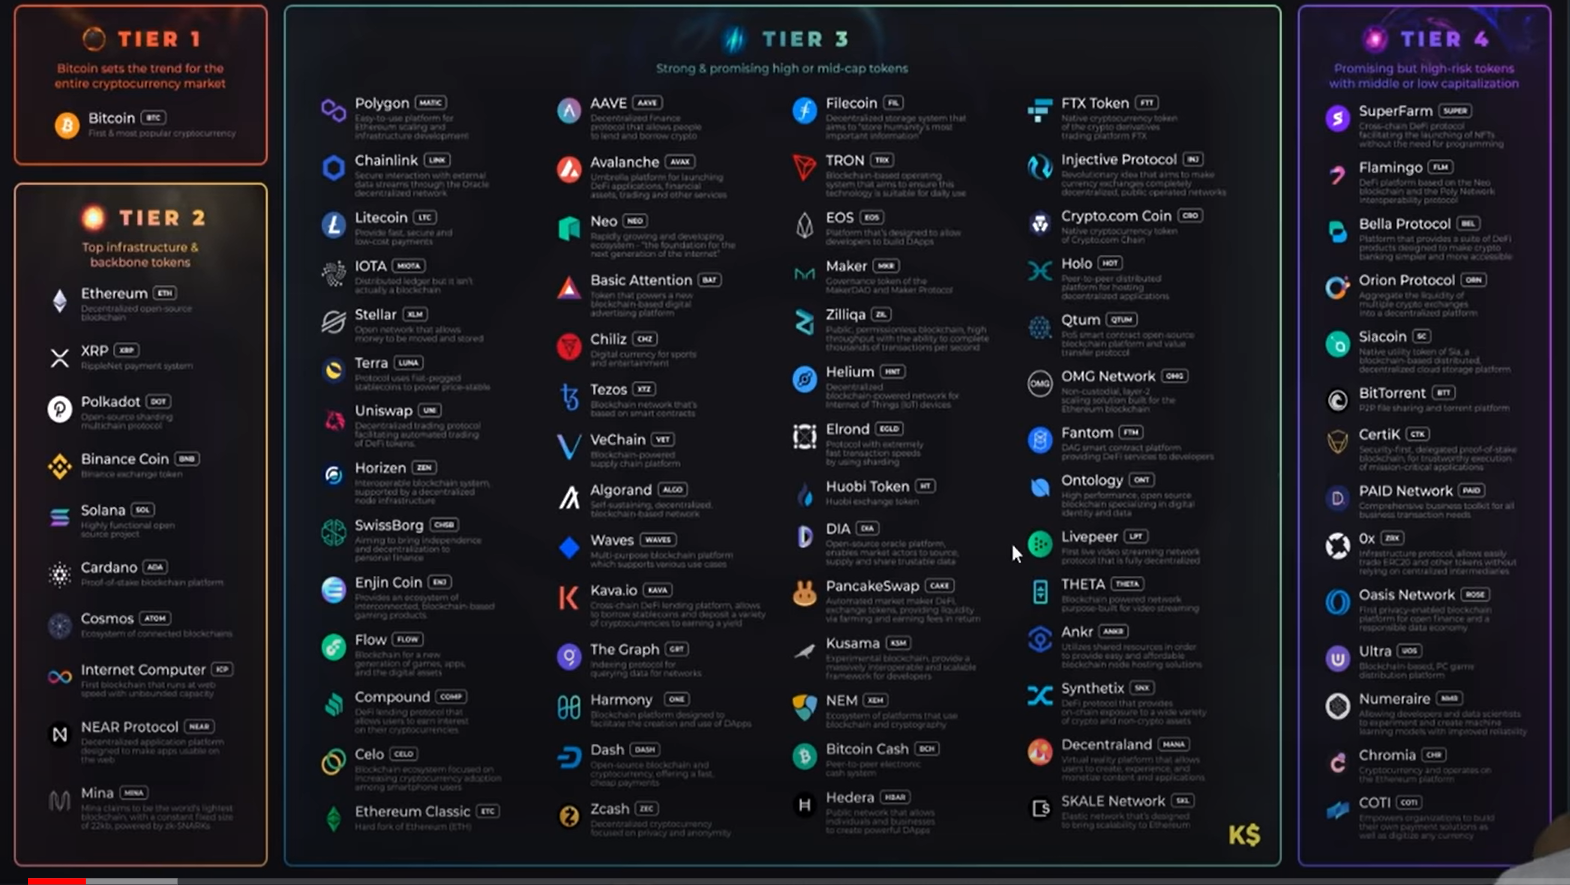 TIER 1
Bitcoin sets the trend for the
entire cryptocurrency market
Bitcoin BTC
First & most popular cryptocurrency
TIER 2
Top infrastructure &
backbone tokens
Ethereum ETH
Decentralized open-source
blockchain
XRP XRP
RippleNet payment system
Polkadot DOT
Open-source sharding
multichain protocol
Binance Coin BNB
Binance exchange token
Solana SOL
Highly functional open
source project
Cardano ADA
Proof-of-stake blockchain platform
Cosmos ATOM
Ecosystem of connected blockchains
Internet Computer ICP
First blockchain that runs at web
speed with unbounded capacity
NEAR Protocol NEAR
Decentralized application platform
designed to make apps usable on
the web
Mina MINA
Mina claims to be the world's lightest
blockchain, with a constant fixed size
of 22kb, powered by zk-SNARKs
TIER 3
Strong & promising high or mid-cap tokens
Polygon MATIC
Easy-to-use platform for
Ethereum scaling and
infrastructure development
Chainlink LINK
Secure interaction with external
data streams through the Oracle
decentralized network
Litecoin LTC
Provide fast, secure and
low-cost payments
IOTA MIOTA
Distributed ledger but it isn't
actually a blockchain
Stellar XLM
Open network that allows
money to be moved and stored
Terra LUNA
Protocol uses fiat-pegged
stablecoins to power price-stable
Uniswap UNI
Decentralized trading protocol
facilitating automated trading
of DeFi tokens.
Horizen ZEN
Interoperable blockchain system,
supported by a decentralized
node infrastructure
SwissBorg CHSB
Aiming to bring independence
and decentralization to
personal finance
Enjin Coin ENJ
Provides an ecosystem of
interconnected, blockchain-based
gaming products
Flow FLOW
Blockchain for a new
generation of games, apps,
and the digital assets
Compound COMP
DeFi lending protocol that
allows users to earn interest
on their cryptocurrencies
Celo CELO
Blockchain ecosystem focused on
increasing cryptocurrency adoption
among smartphone users
Ethereum Classic ETC
Hard fork of Ethereum (ETH)
AAVE AAVE
Decentralized finance
protocol that allows people
to lend and borrow crypto
Avalanche AVAX
Umbrella platform for launching
DeFi applications, financial
assets, trading and other services
Neo NEO
Rapidly growing and developing
ecosystem - "the foundation for the
next generation of the internet"
Basic Attention BAT
Token that powers a new
blockchain-based digital
advertising platform
Chiliz CHZ
Digital currency for sports
and entertainment
Tezos XTZ
Blockchain network that's
based on smart contracts
VeChain VET
Blockchain-powered
supply chain platform
Algorand ALGO
Self-sustaining, decentralized,
blockchain-based network
Waves WAVES
Multi-purpose blockchain platform
which supports various use cases
Kava.io KAVA
Cross-chain DeFi lending platform, allows
to borrow stablecoins and deposit a variety
of cryptocurrencies to earning a yield
The Graph GRT
Indexing protocol for
querying data for networks
Harmony ONE
Blockchain platform designed to
facilitate the creation and use of DApps
Dash DASH
Open-source blockchain and
cryptocurrency, offering a fast,
cheap payments
Zcash ZEC
Decentralized cryptocurrency
focused on privacy and anonymity
Filecoin FIL
Decentralized storage system that
aims to "store humanity's most
important information"
TRON TRX
Blockchain-based operating
system that aims to ensure this
technology is suitable for daily use
EOS EOS
Platform that's designed to allow
developers to build DApps
Maker MKR
Governance token of the
MakerDAO and Maker Protocol
Zilliqa ZIL
Public, permissionless blockchain, high
throughput with the ability to complete
thousands of transactions per second
Helium HNT
Decentralized
blockchain-powered network for
Internet of Things (IoT) devices
Elrond EGLD
Protocol with extremely
fast transaction speeds
by using sharding
Huobi Token HT
Huobi exchange token
DIA DIA
Open-source oracle platform,
enables market actors to source,
supply and share trustable data
PancakeSwap CAKE
Automated market maker DeFi,
exchange tokens, providing liquidity
via farming and earning fees in return
Kusama KSM
Experimental blockchain, provide a
massively interoperable and scalable
framework for developers
NEM XEM
Ecosystem of platforms that use
blockchain and cryptography
Bitcoin Cash BCH
Peer-to-peer electronic
cash system
Hedera HBAR
Public network that allows
individuals and businesses
to create powerful DApps
FTX Token FTT
Native cryptocurrency token
of the crypto derivatives
trading platform FTX
Injective Protocol INJ
Revolutionary idea that aims to make
currency exchanges completely
decentralized, public operated networks
Crypto.com Coin CRO
Native cryptocurrency token
of Crypto.com Chain
Holo HOT
Peer-to-peer distributed
platform for hosting
decentralized applications
Qtum QTUM
PoS smart contract open-source
blockchain platform and value
transfer protocol
OMG Network OMG
OMG
Non-custodial, layer-2
scaling solution built for the
Ethereum blockchain
Fantom FTM
DAG smart contract platform
providing DeFi services to developers
Ontology ONT
High performance, open source
blockchain specializing in digital
identity and data
Livepeer LPT
First live video streaming network
protocol that is fully decentralized
THETA THETA
Blockchain powered network
purpose-built for video streaming
Ankr ANKR
Utilizes shared resources in order
to provide easy and affordable
blockchain node hosting solutions
Synthetix SNX
DeFi protocol that provides
on-chain exposure to a wide variety
of crypto and non-crypto assets
Decentraland MANA
Virtual reality platform that allows
users to create, experience, and
monetize content and applications
SKALE Network SKL
Elastic network that's designed
to bring scalability to Ethereum
K$
TIER 4
Promising but high-risk tokens
with middle or low capitalization
SuperFarm SUPER
Cross-chain DeFi protocol
facilitating the launching of NFTs
without the need for programming
Flamingo FLM
DeFi platform based on the Neo
blockchain and the Poly Network
interoperability protocol
Bella Protocol BEL
Platform that provides a suite of DeFi
products designed to make crypto
banking simpler and more accessible
Orion Protocol ORN
Aggregate the liquidity of
multiple crypto exchanges
into a decentralized platform
Siacoin SC
Native utility token of Sia, a
blockchain-based distributed,
decentralized cloud storage platform
BitTorrent BTT
P2P file sharing and torrent platform
CertiK CTK
Security-first, delegated proof-of-stake
blockchain, for trustworthy execution
of mission-critical applications
PAID Network PAID
Comprehensive business toolkit for all
business transaction needs
0x ZRX
Infrastructure protocol, allows easily
trade ERC20 and other tokens without
relying on centralized intermediaries
Oasis Network ROSE
First privacy-enabled blockchain
platform for open finance and a
responsible data economy
Ultra UOS
Blockchain-based, PC game
distribution platform
Numeraire NMR
Allowing developers and data scientists
to experiment and create machine
learning models with improved reliability
Chromia CHR
Cryptocurrency and operates on
the Ethereum platform
COTI COTI
Empowers organizations to build
their own payment solutions as
well as digitize any currency